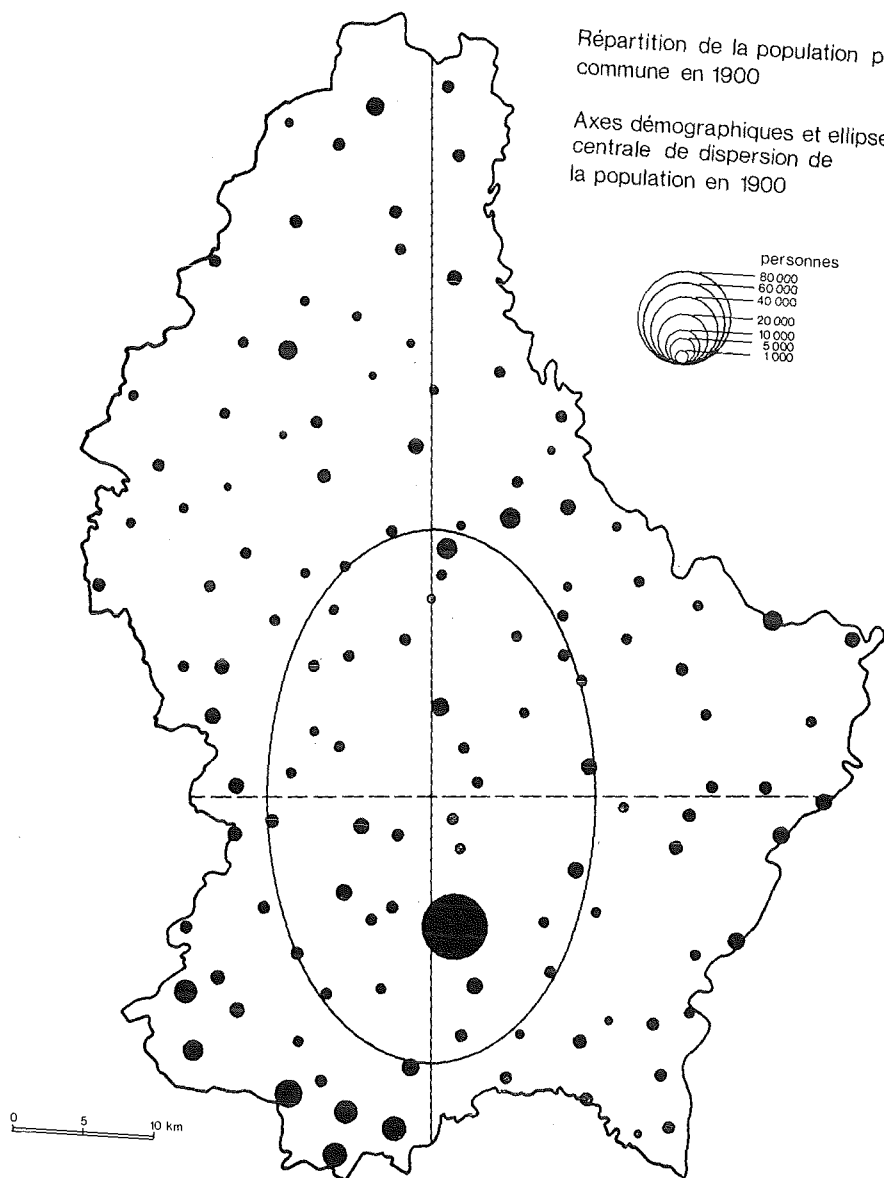 Répartition de la population p
commune en 1900
Axes démographiques et ellipse
centrale de dispersion de
la population en 1900
personnes
80 000
60 000
40 000
20 000
10 000
5 000
1 000
0 5 10 km